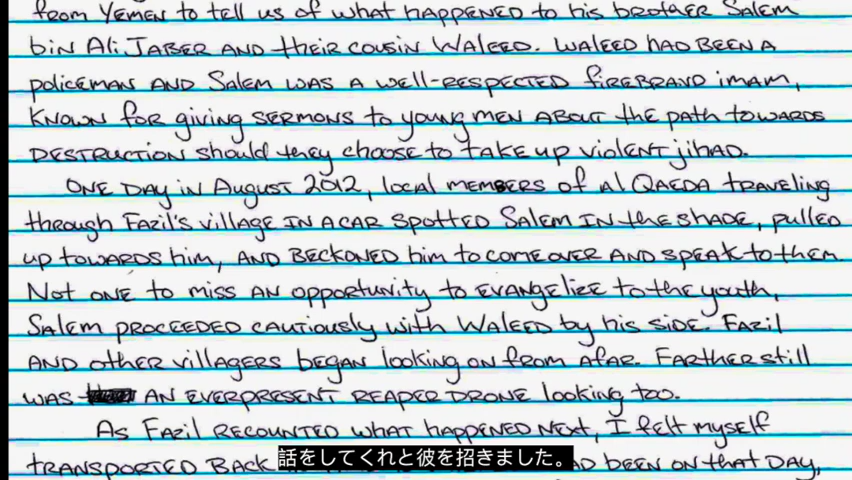 from Yemen to tell us of what happened to his brother Salem
bin Ali Jaber and their cousin Waleed. Waleed had been a
policeman and Salem was a well-respected firebrand imam,
known for giving sermons to young men about the path towards
destruction should they choose to take up violent jihad.
One day in August 2012, local members of Al Qaeda traveling
through Fazil's village in a car spotted Salem in the shade, pulled
up towards him, and beckoned him to come over and speak to them
Not one to miss an opportunity to evangelize to the youth,
Salem proceeded cautiously with Waleed by his side. Fazil
and other villagers began looking on from afar. Farther still
was an everpresent reaper drone looking too.
As Fazil recounted what happened next, I felt myself
transported back been on that day,
話をしてくれと彼を招きました。